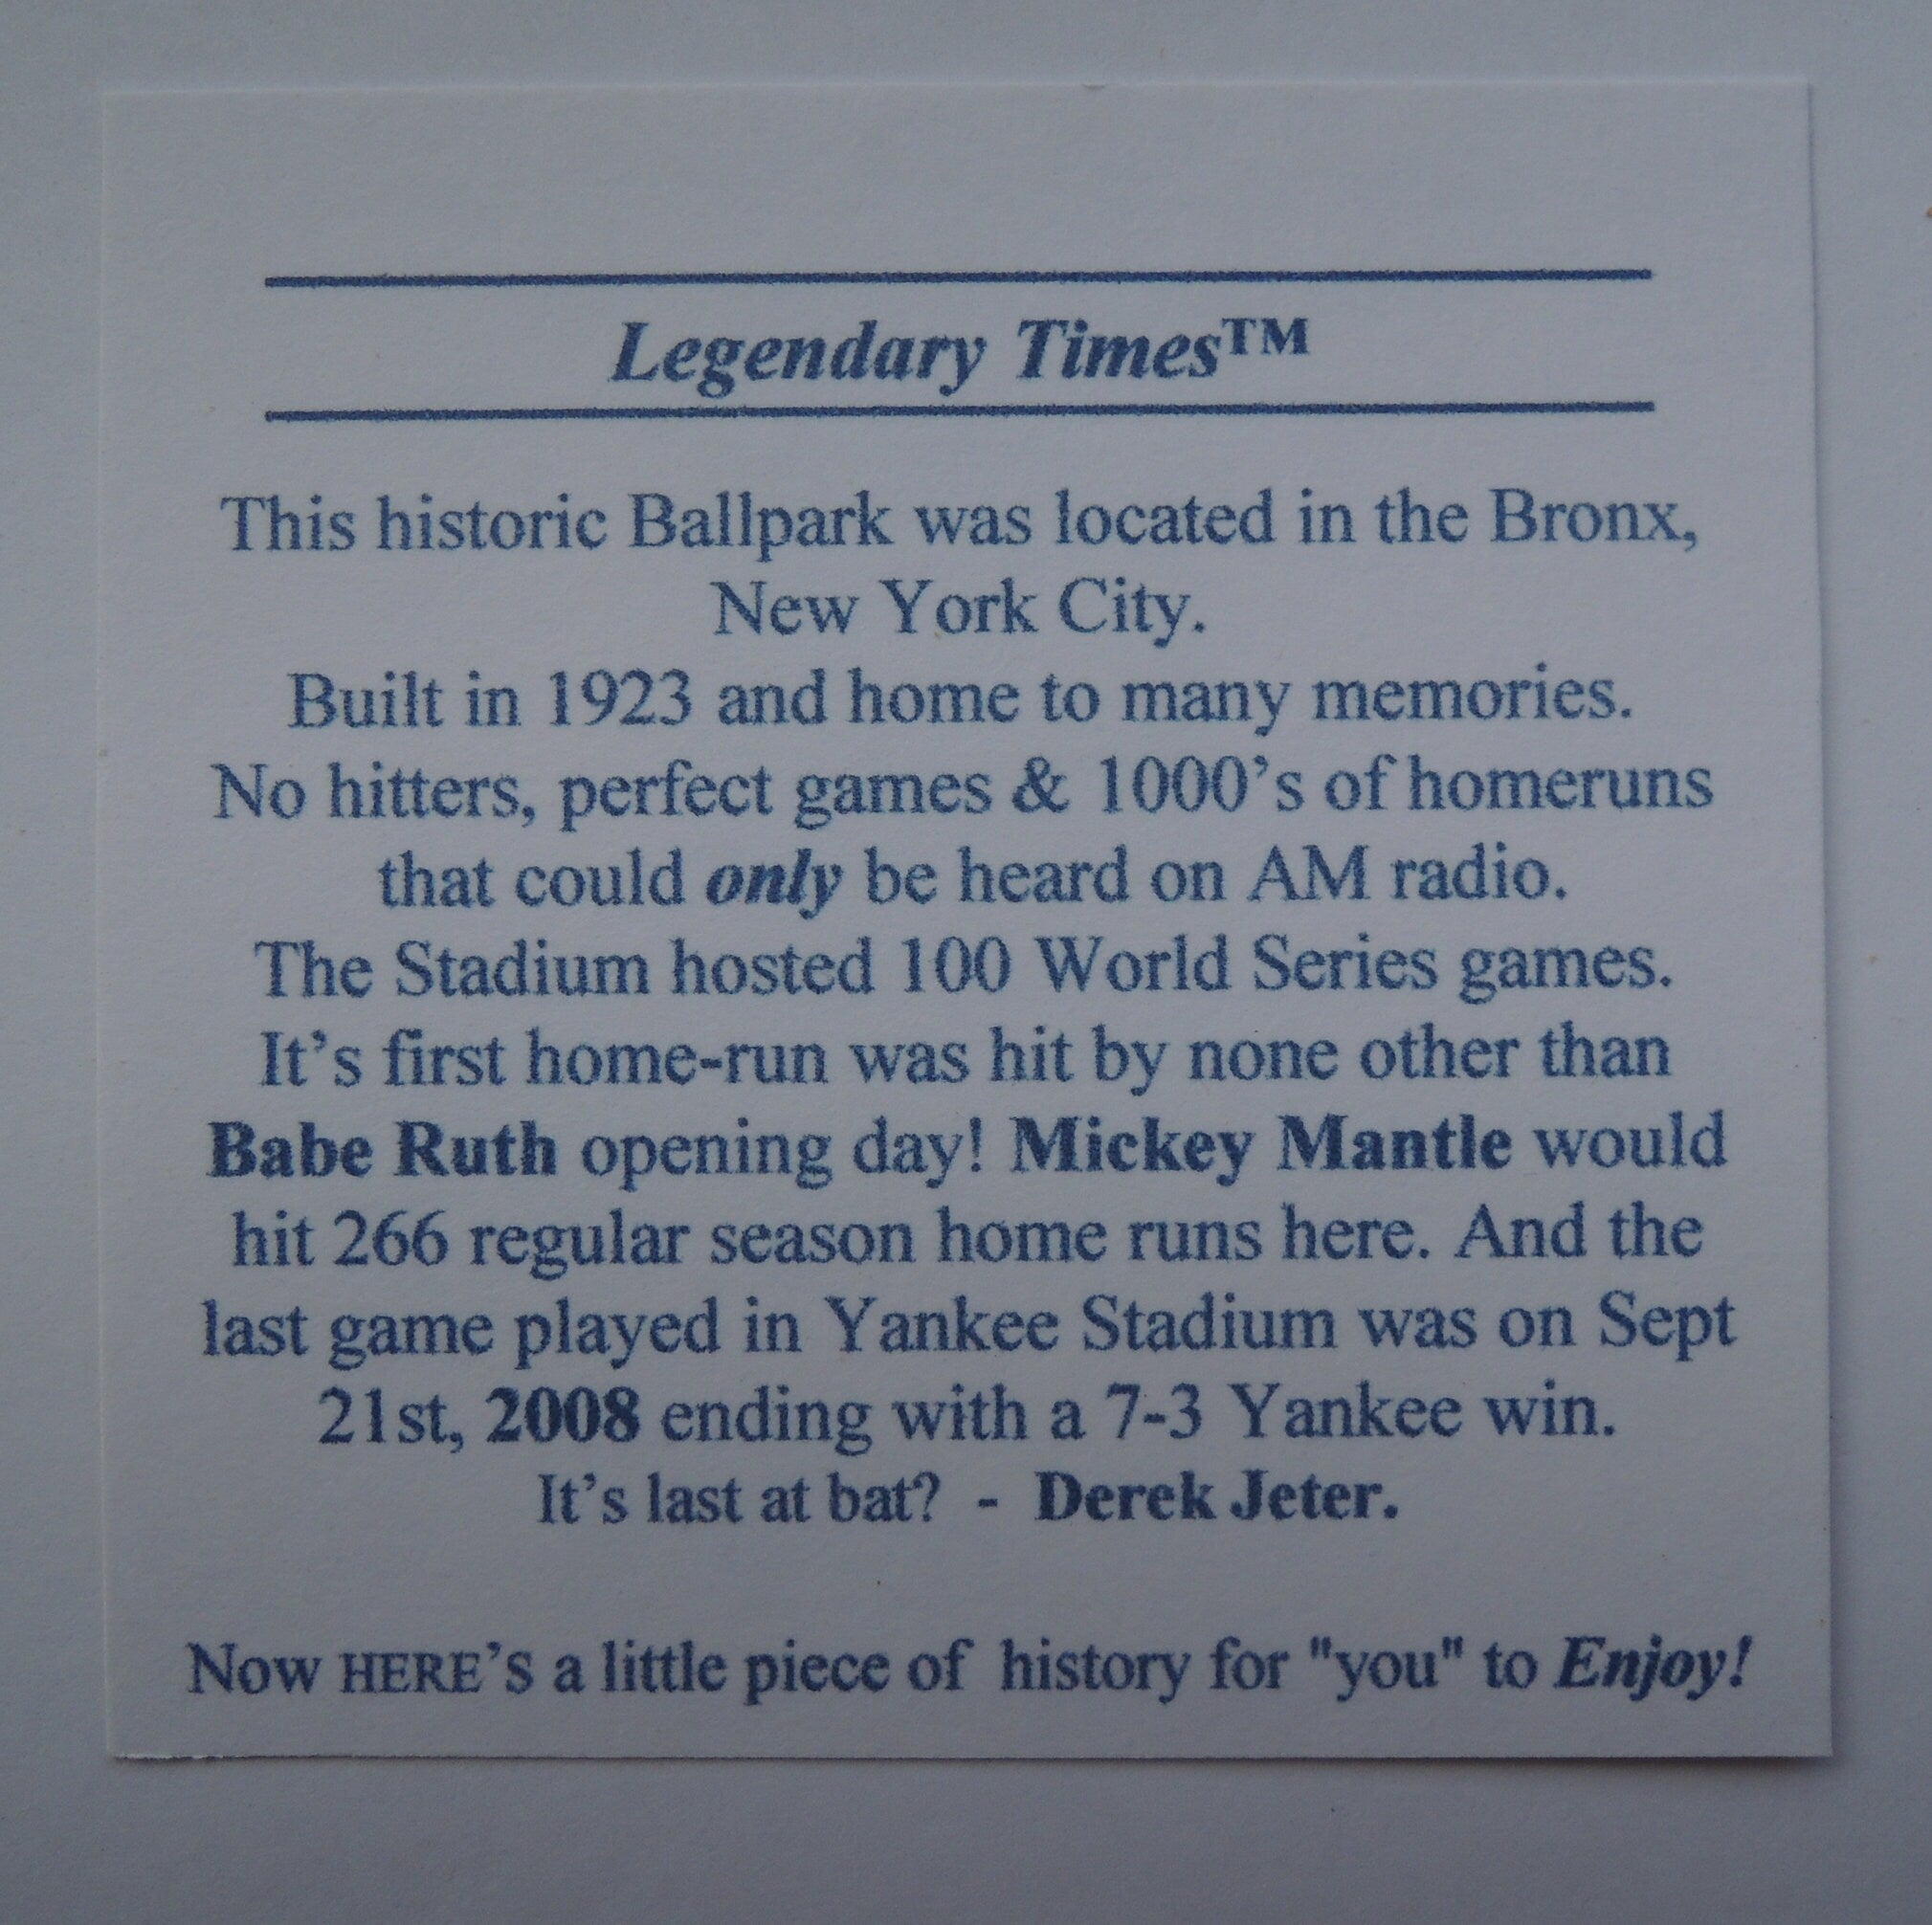 Legendary Times™
This historic Ballpark was located in the Bronx,
New York City.
Built in 1923 and home to many memories.
No hitters, perfect games & 1000’s of homeruns
that could only be heard on AM radio.
The Stadium hosted 100 World Series games.
It’s first home-run was hit by none other than
Babe Ruth opening day! Mickey Mantle would
hit 266 regular season home runs here. And the
last game played in Yankee Stadium was on Sept
21st, 2008 ending with a 7-3 Yankee win.
It’s last at bat? - Derek Jeter.
Now HERE’S a little piece of history for "you" to Enjoy!